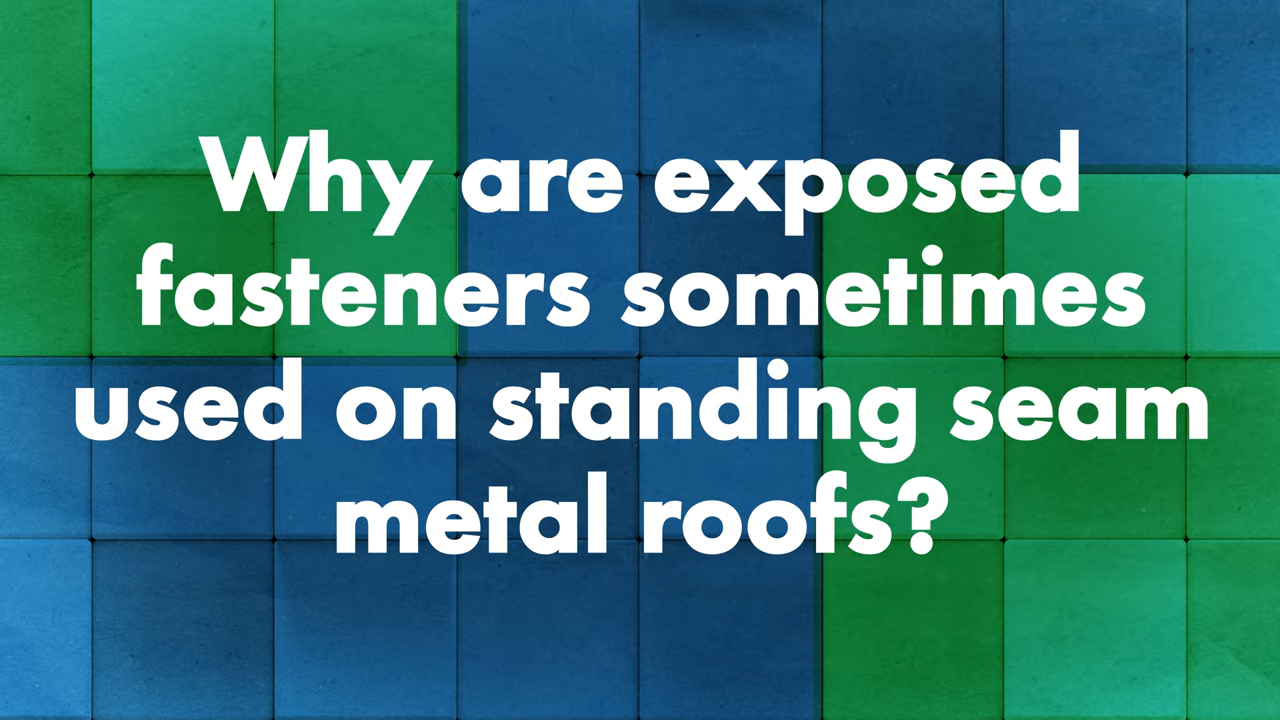 Why are exposed
fasteners sometimes
used on standing seam
metal roofs?